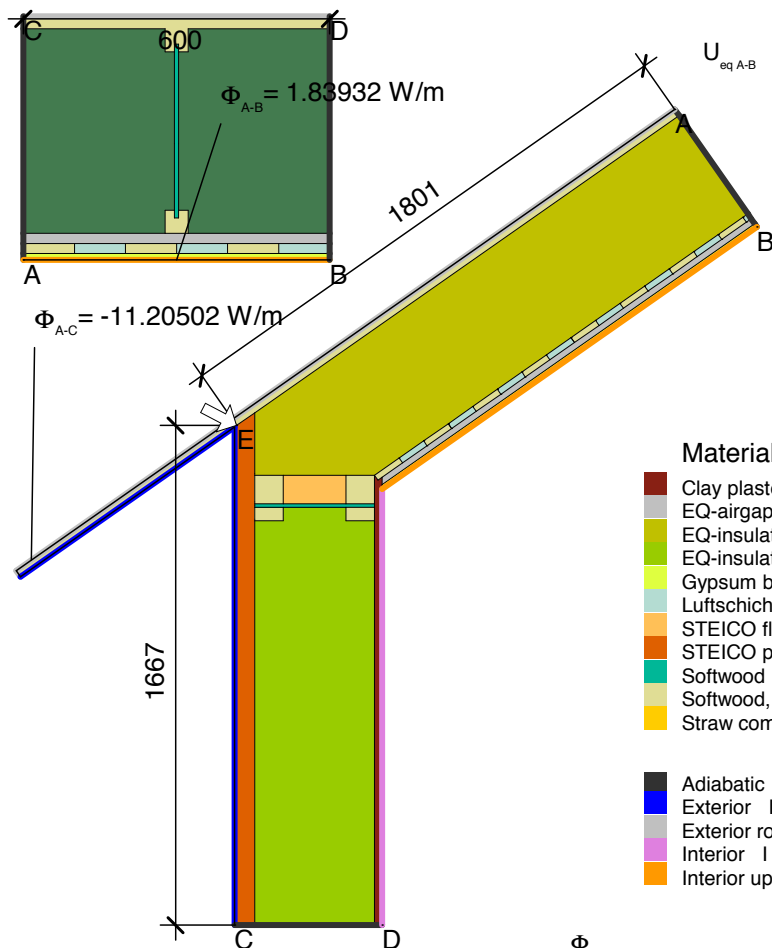 C
D
600
Φ A-B = 1.83932 W/m
U eq A-B
A
1801
A
B
B
Φ A-C = -11.20502 W/m
E
Material
Clay plaste
EQ-airgap
EQ-insulat
EQ-insulat
Gypsum b
Luftschich
STEICO fl
STEICO p
Softwood
Softwood,
Straw com
1667
Adiabatic
Exterior
Exterior ro
Interior I
Interior up
C
D
Φ